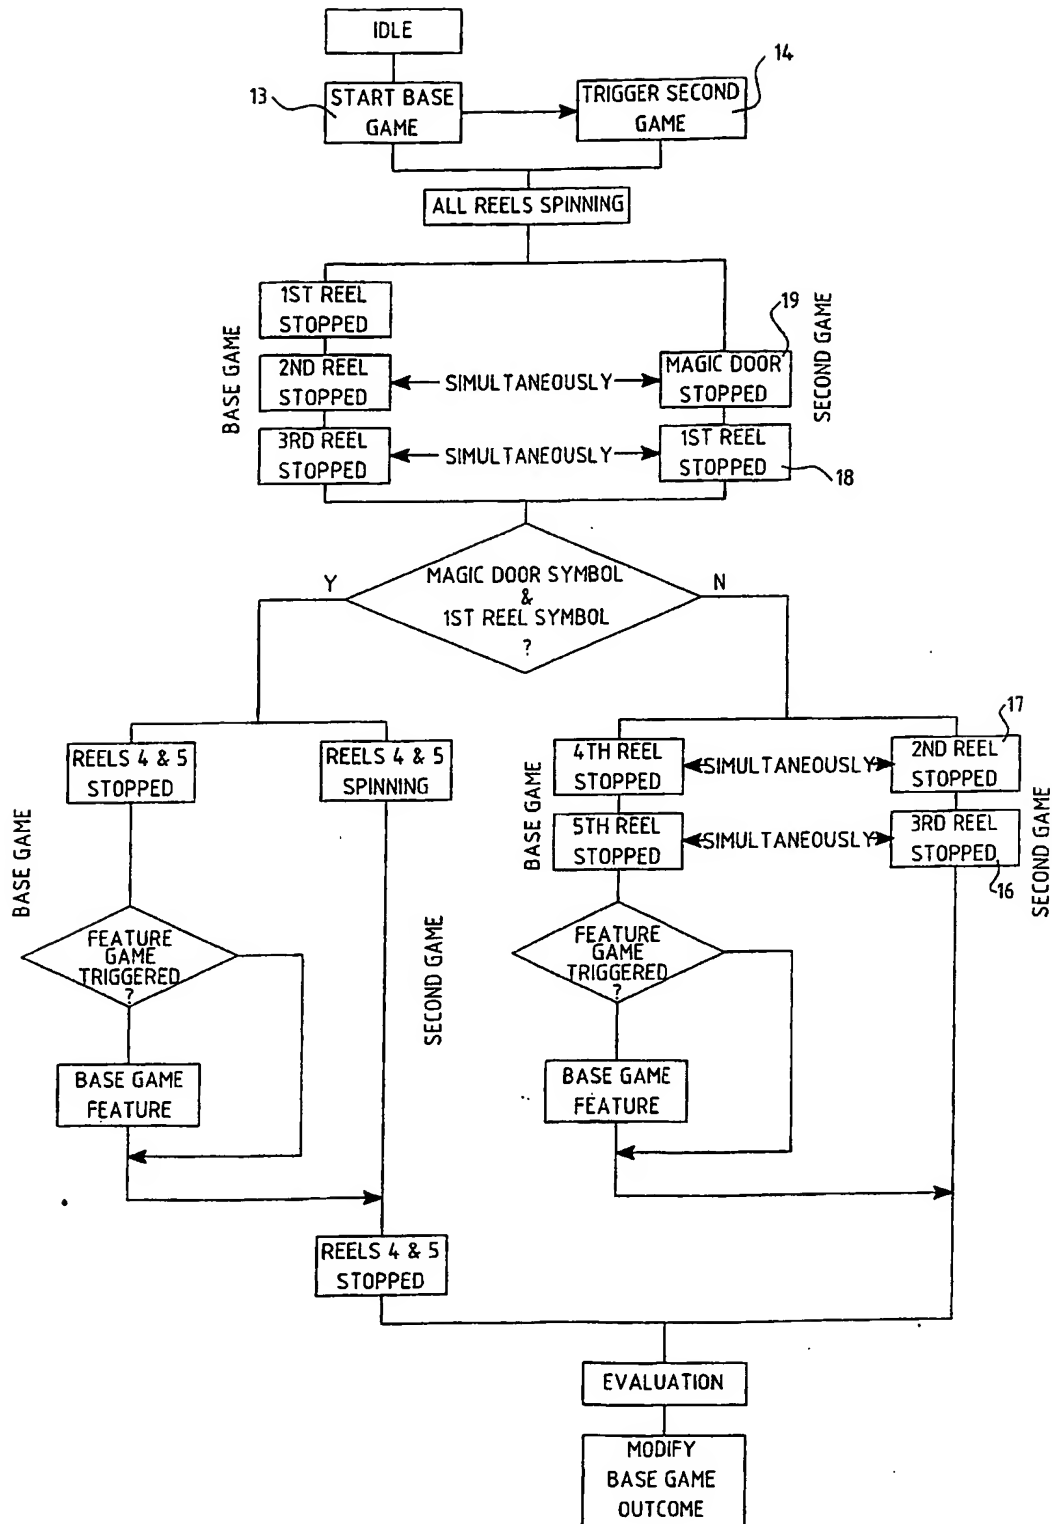 IDLE
13
START BASE
GAME
14
TRIGGER SECOND
GAME
ALL REELS SPINNING
BASE GAME
1ST REEL
STOPPED
2ND REEL
STOPPED
SIMULTANEOUSLY
19
MAGIC DOOR
STOPPED
SECOND GAME
3RD REEL
STOPPED
SIMULTANEOUSLY
1ST REEL
STOPPED
18
Y
MAGIC DOOR SYMBOL
&
1ST REEL SYMBOL
?
N
REELS 4 & 5
STOPPED
REELS 4 & 5
SPINNING
BASE GAME
FEATURE
GAME
TRIGGERED
?
SECOND GAME
BASE GAME
FEATURE
REELS 4 & 5
STOPPED
BASE GAME
4TH REEL
STOPPED
SIMULTANEOUSLY
17
2ND REEL
STOPPED
5TH REEL
STOPPED
SIMULTANEOUSLY
3RD REEL
STOPPED
16
SECOND GAME
FEATURE
GAME
TRIGGERED
?
BASE GAME
FEATURE
EVALUATION
MODIFY
BASE GAME
OUTCOME